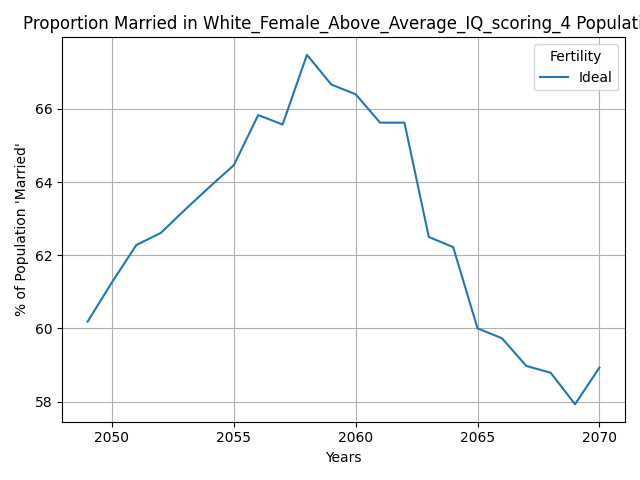 Proportion Married in White_Female_Above_Average_IQ_scoring_4 Populati
Fertility
Ideal
% of Population 'Married'
66
64
62
60
58
2050 2055 2060 2065 2070
Years